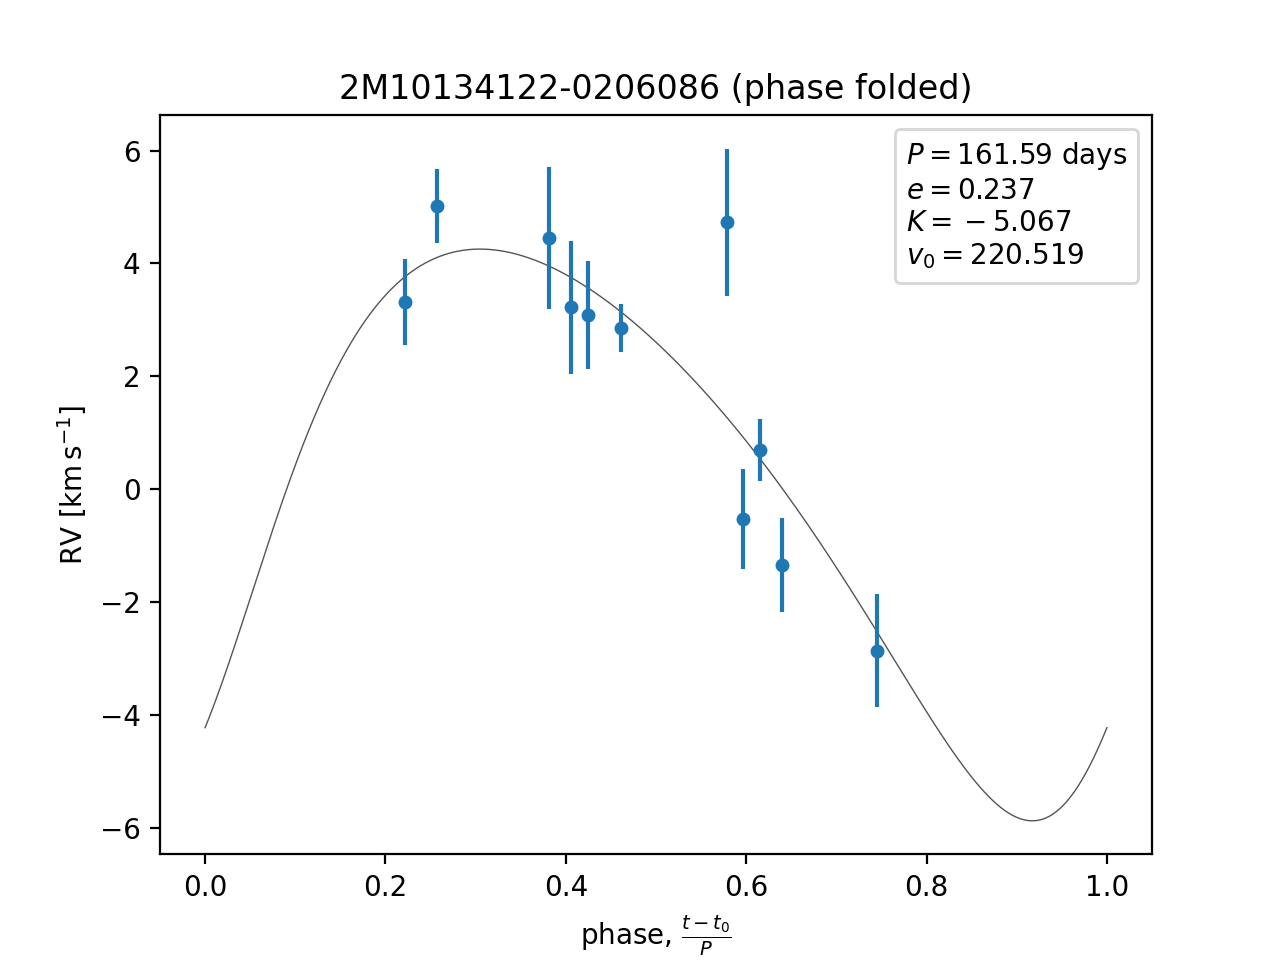 2M10134122-0206086 (phase folded)
P = 161.59 days
e = 0.237
K = −5.067
v₀ = 220.519
6
4
2
0
−2
−4
−6
RV [km s⁻¹]
0.0 0.2 0.4 0.6 0.8 1.0
phase, (t − t₀)/P